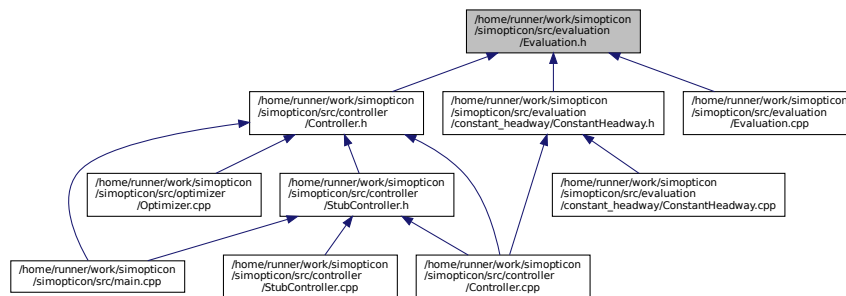 /home/runner/work/simopticon
/simopticon/src/evaluation
/Evaluation.h
/home/runner/work/simopticon
/simopticon/src/controller
/Controller.h
/home/runner/work/simopticon
/simopticon/src/evaluation
/constant_headway/ConstantHeadway.h
/home/runner/work/simopticon
/simopticon/src/evaluation
/Evaluation.cpp
/home/runner/work/simopticon
/simopticon/src/optimizer
/Optimizer.cpp
/home/runner/work/simopticon
/simopticon/src/controller
/StubController.h
/home/runner/work/simopticon
/simopticon/src/evaluation
/constant_headway/ConstantHeadway.cpp
/home/runner/work/simopticon
/simopticon/src/main.cpp
/home/runner/work/simopticon
/simopticon/src/controller
/StubController.cpp
/home/runner/work/simopticon
/simopticon/src/controller
/Controller.cpp